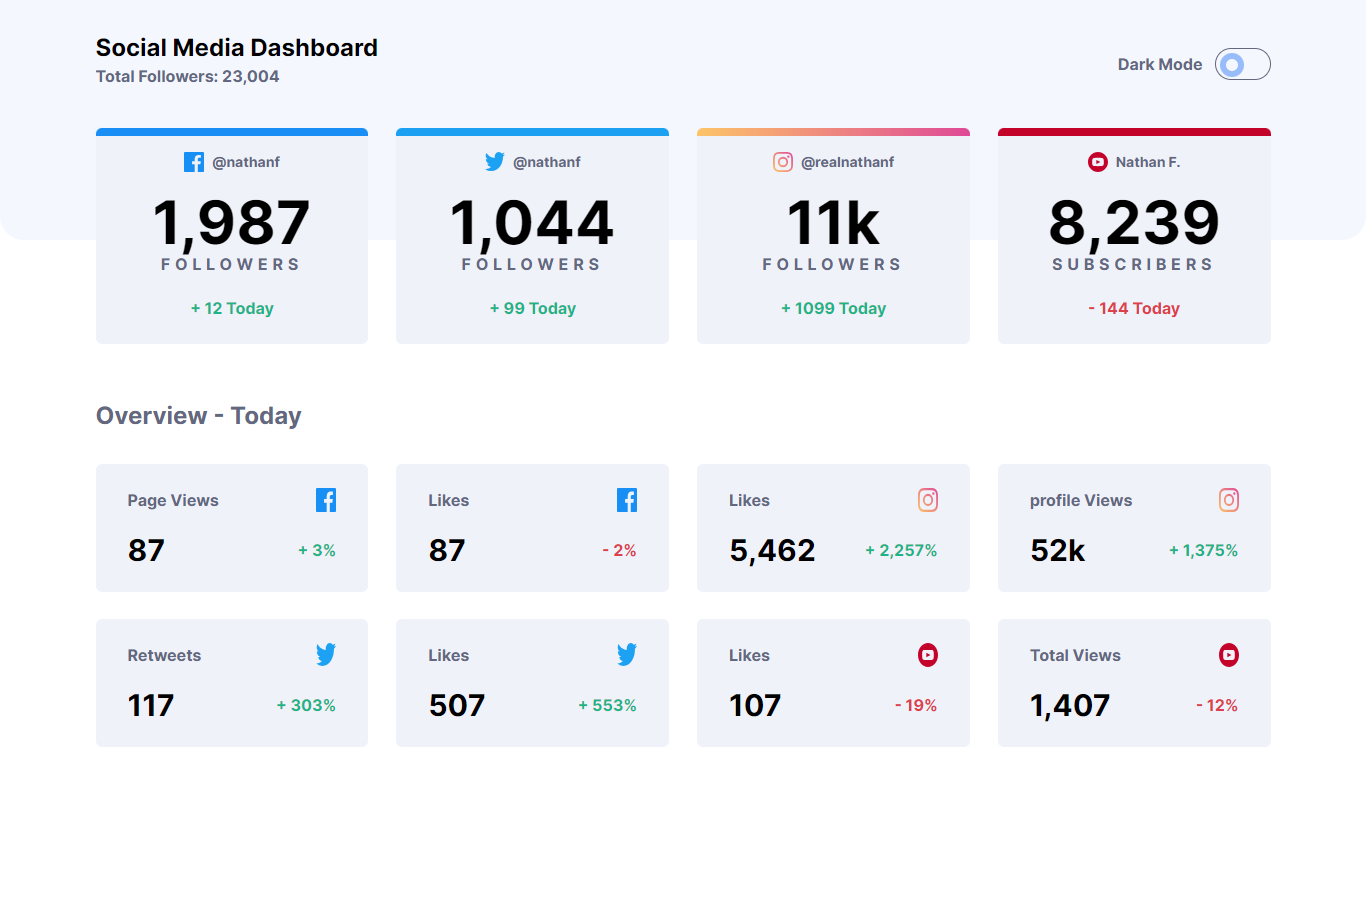 Social Media Dashboard
Total Followers: 23,004
Dark Mode
@nathanf
1,987
FOLLOWERS
+ 12 Today
@nathanf
1,044
FOLLOWERS
+ 99 Today
@realnathanf
11k
FOLLOWERS
+ 1099 Today
Nathan F.
8,239
SUBSCRIBERS
- 144 Today
Overview - Today
Page Views
87
+ 3%
Likes
87
- 2%
Likes
5,462
+ 2,257%
profile Views
52k
+ 1,375%
Retweets
117
+ 303%
Likes
507
+ 553%
Likes
107
- 19%
Total Views
1,407
- 12%